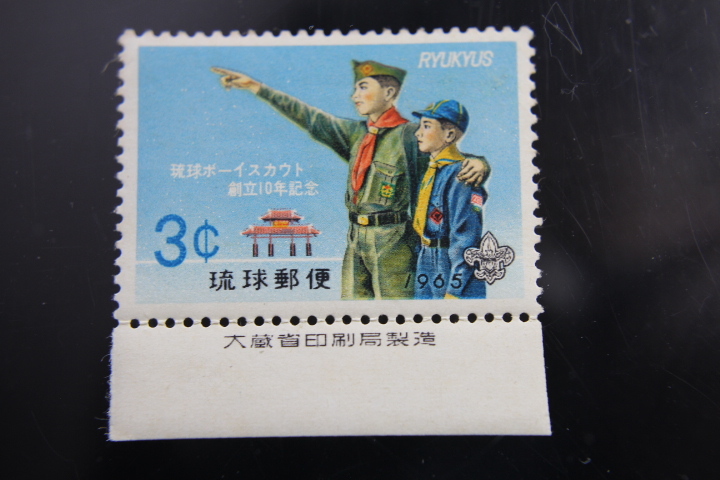 RYUKYUS
琉球ボーイスカウト
創立10年記念
3¢
琉球郵便
1965
大蔵省印刷局製造